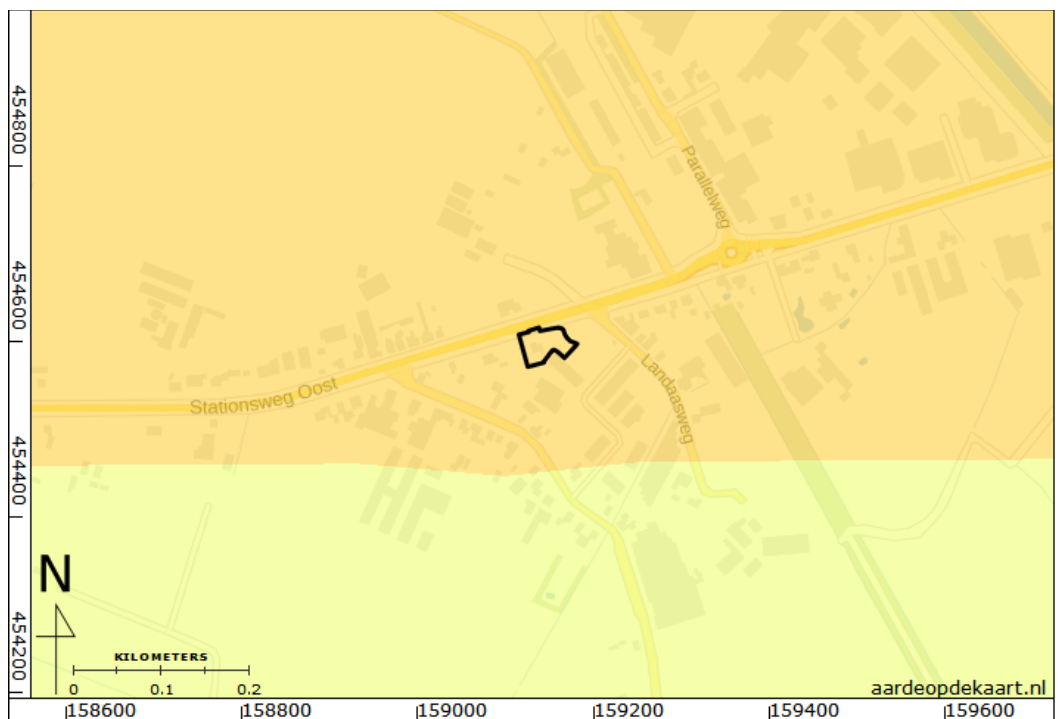 454800
454600
454400
454200
Parallelweg
Landaasweg
Stationsweg Oost
N
KILOMETERS
0 0.1 0.2
aardeopdekaart.nl
158600 158800 159000 159200 159400 159600